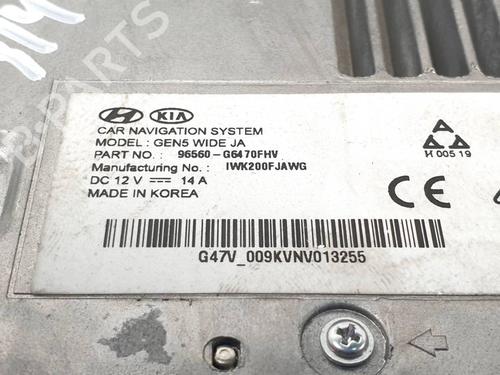 KIA
CAR NAVIGATION SYSTEM
MODEL : GEN5 WIDE JA
PART NO. : 96560-G6470FHV
Manufacturing No. : IWK200FJAWG
DC 12 V ⎓ 14 A
MADE IN KOREA
G47V_009KVNV013255
H 005 19
CE
B-PARTS